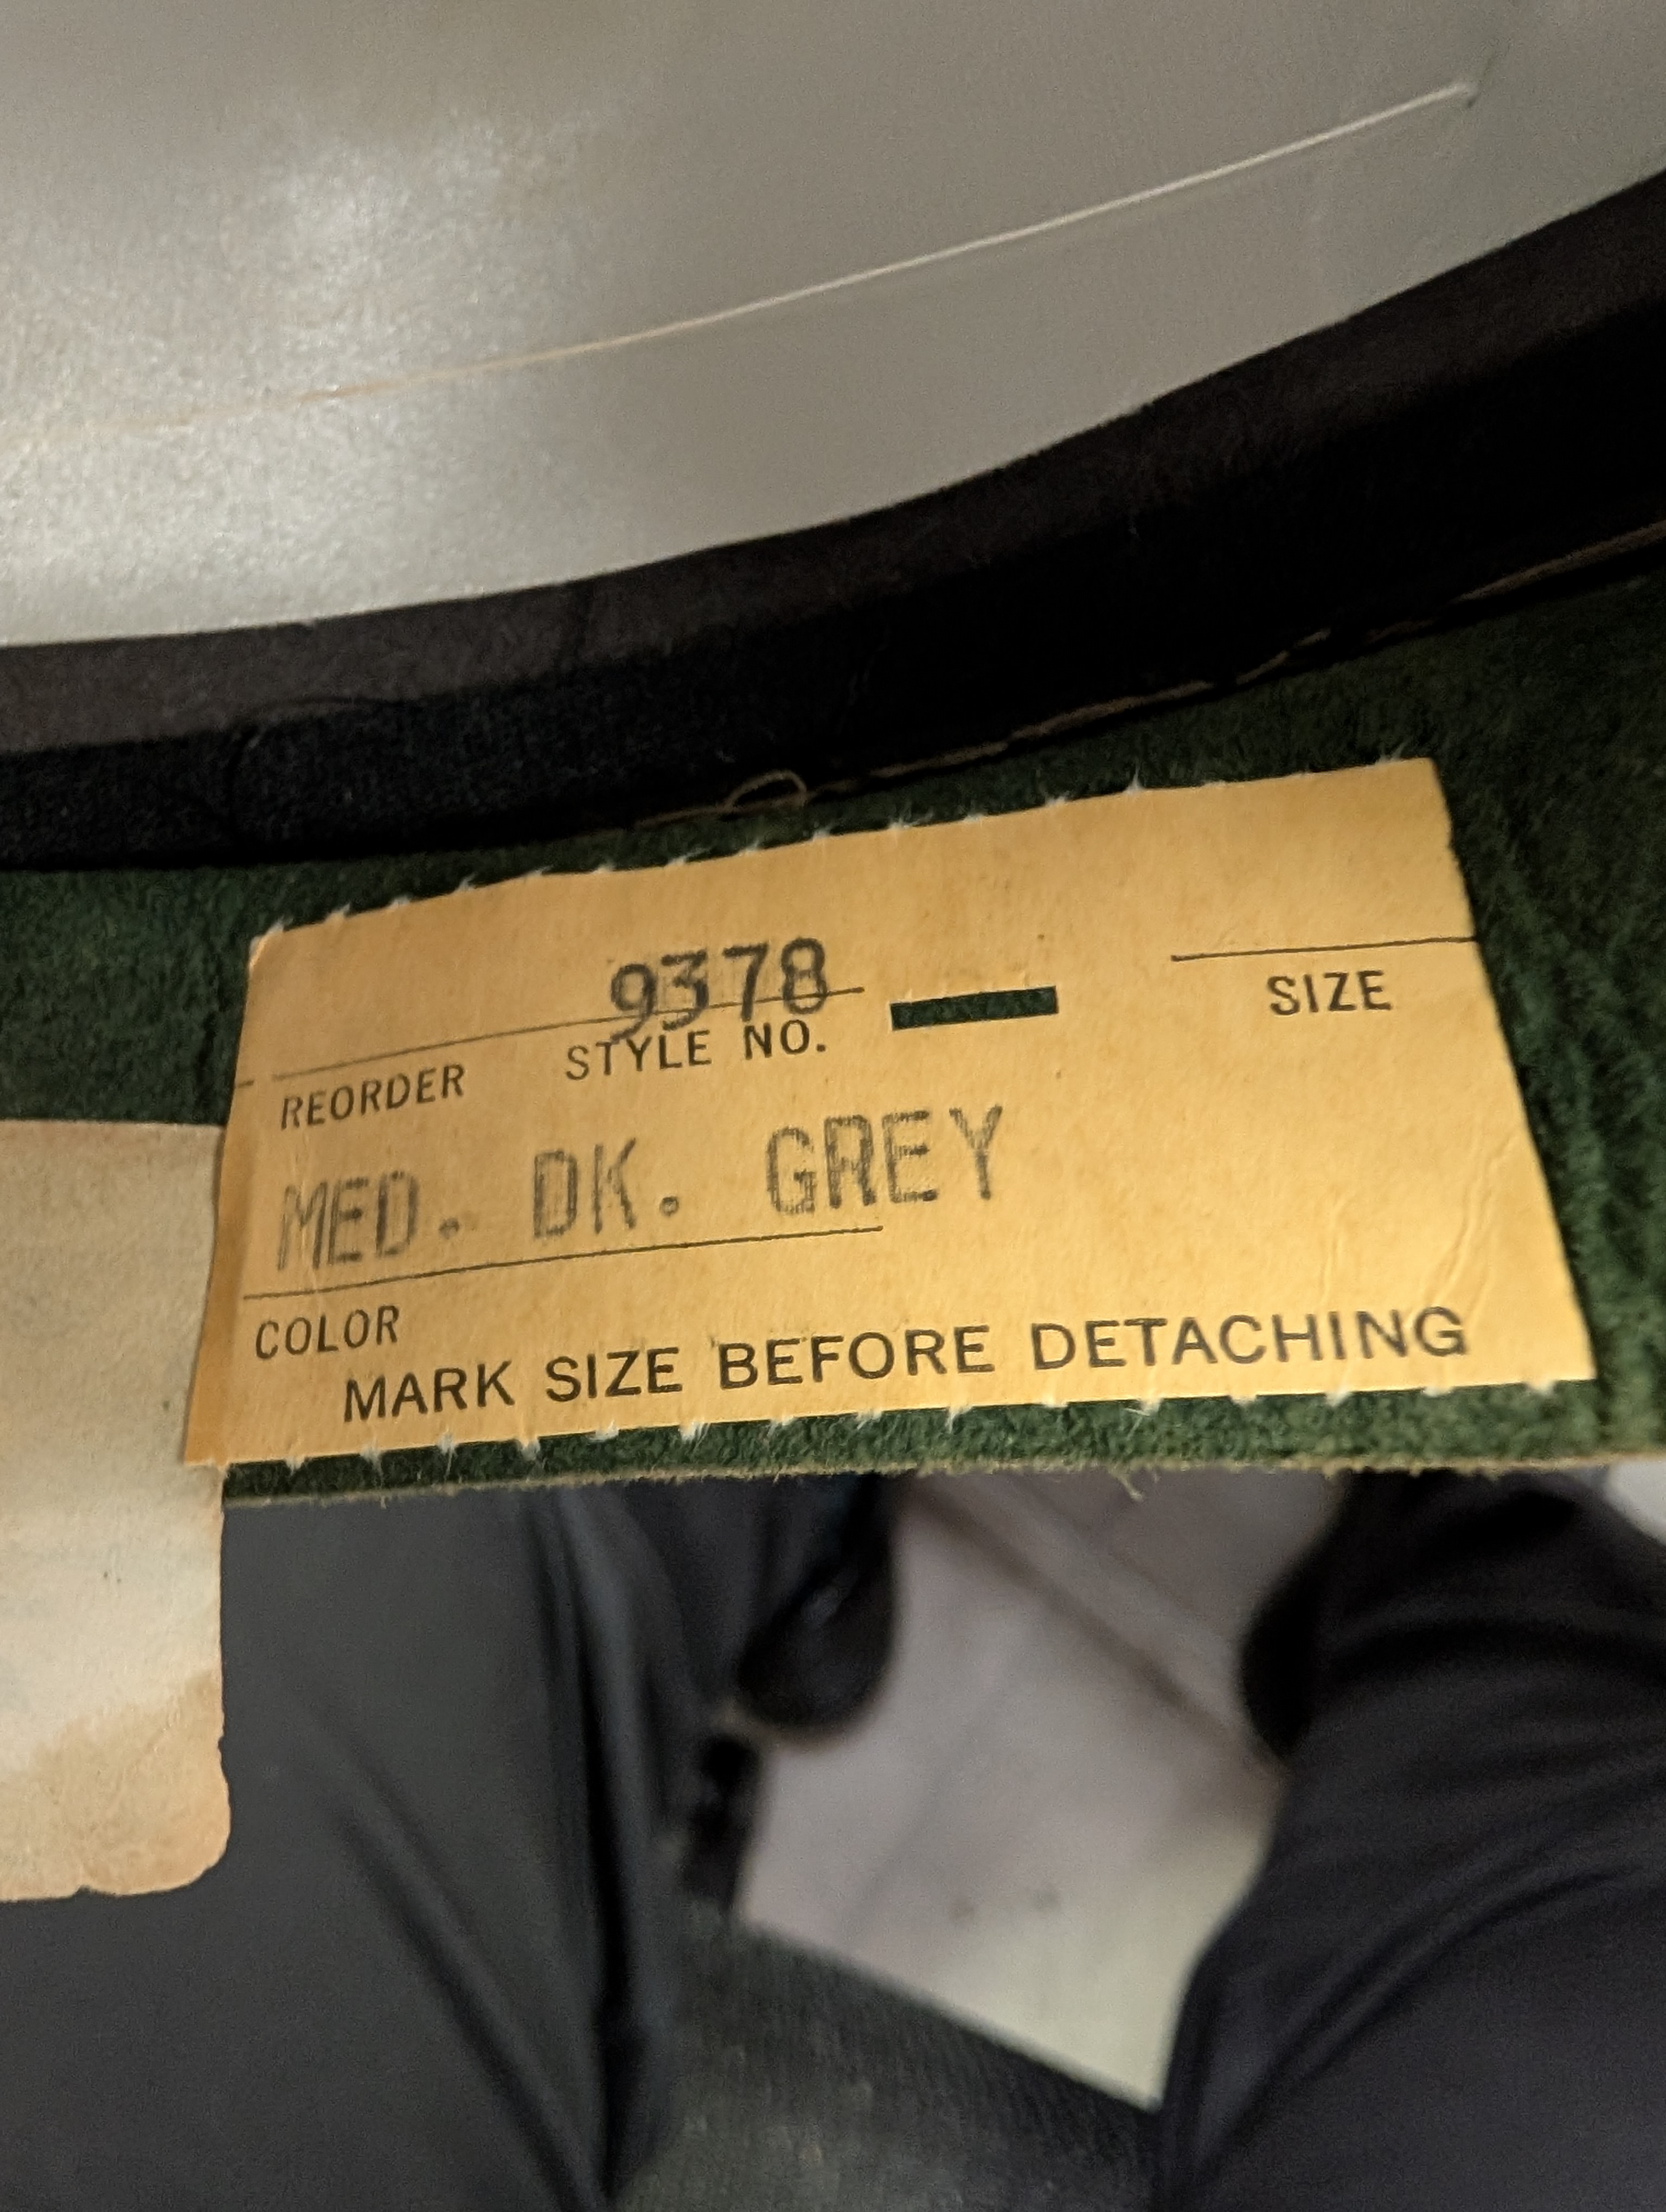 9378
REORDER STYLE NO. SIZE
MED. DK. GREY
COLOR
MARK SIZE BEFORE DETACHING